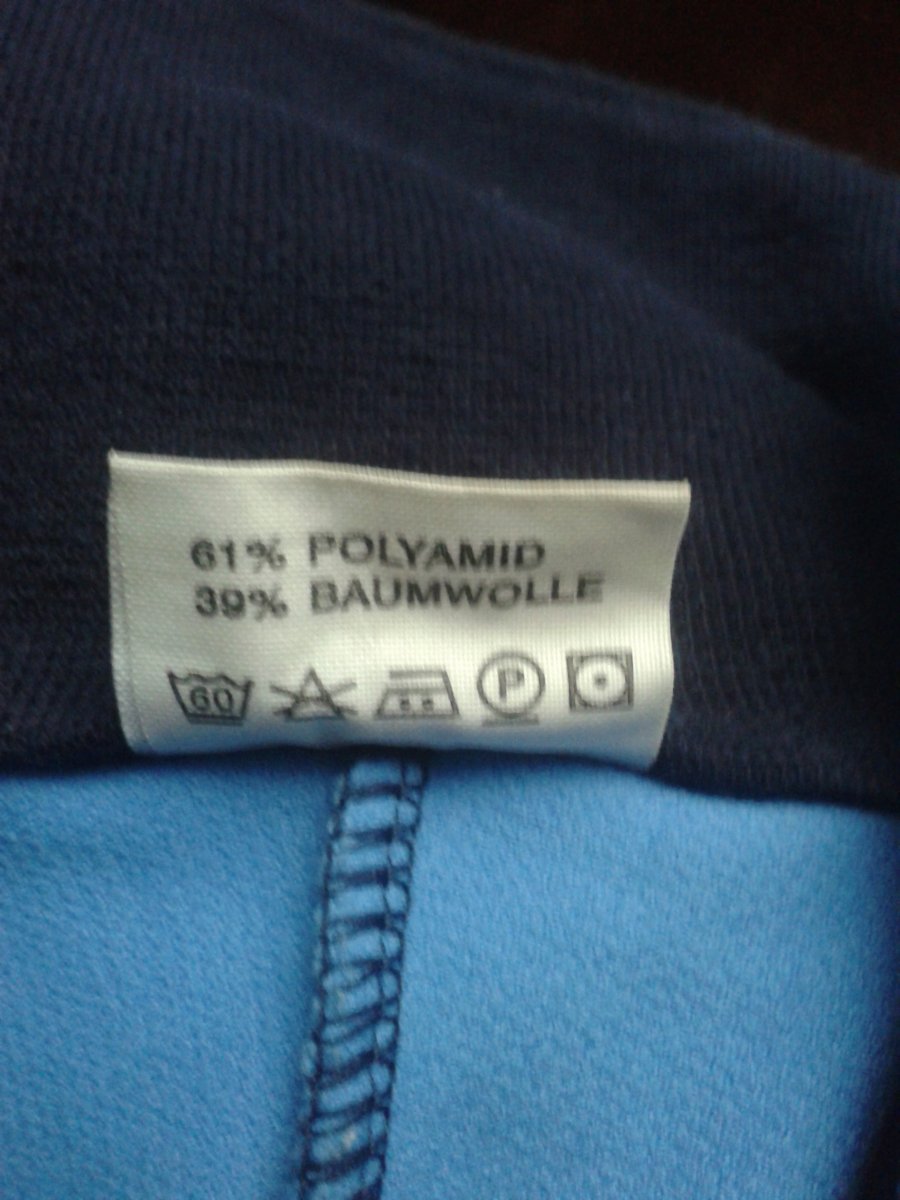 61% POLYAMID
39% BAUMWOLLE
60 P